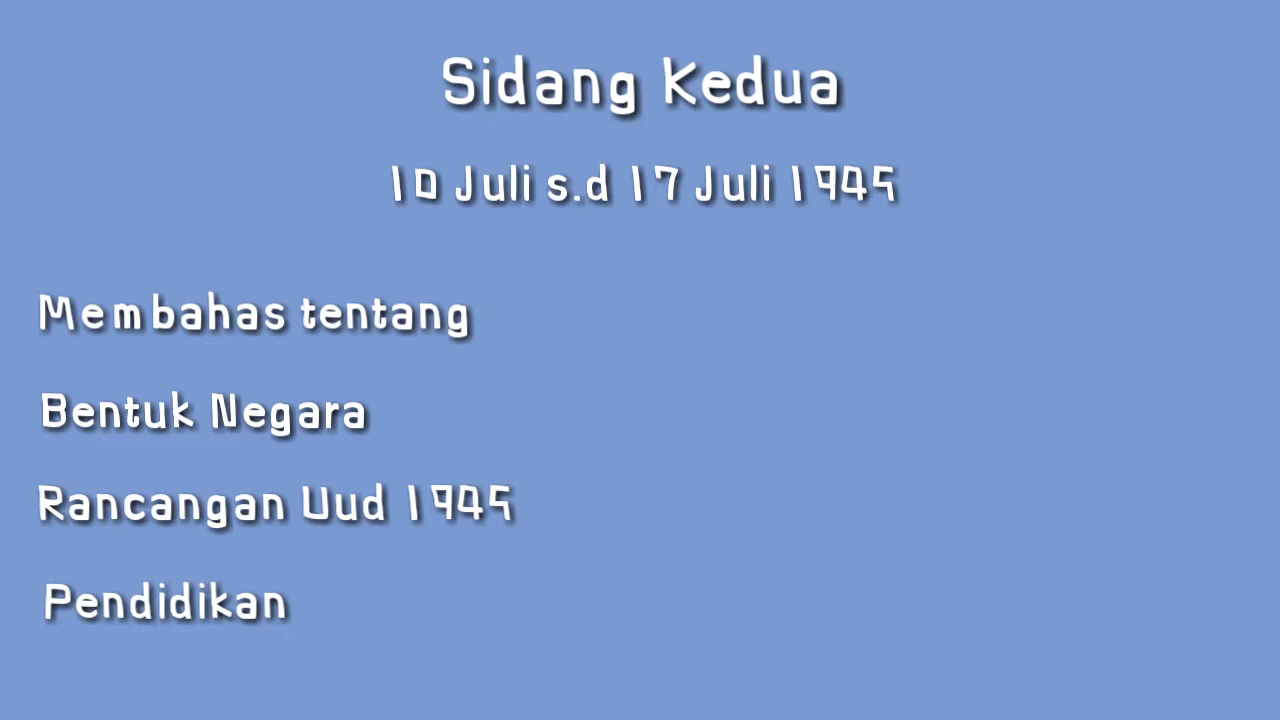 Sidang Kedua
10 Juli s.d 17 Juli 1945
Membahas tentang
Bentuk Negara
Rancangan Uud 1945
Pendidikan